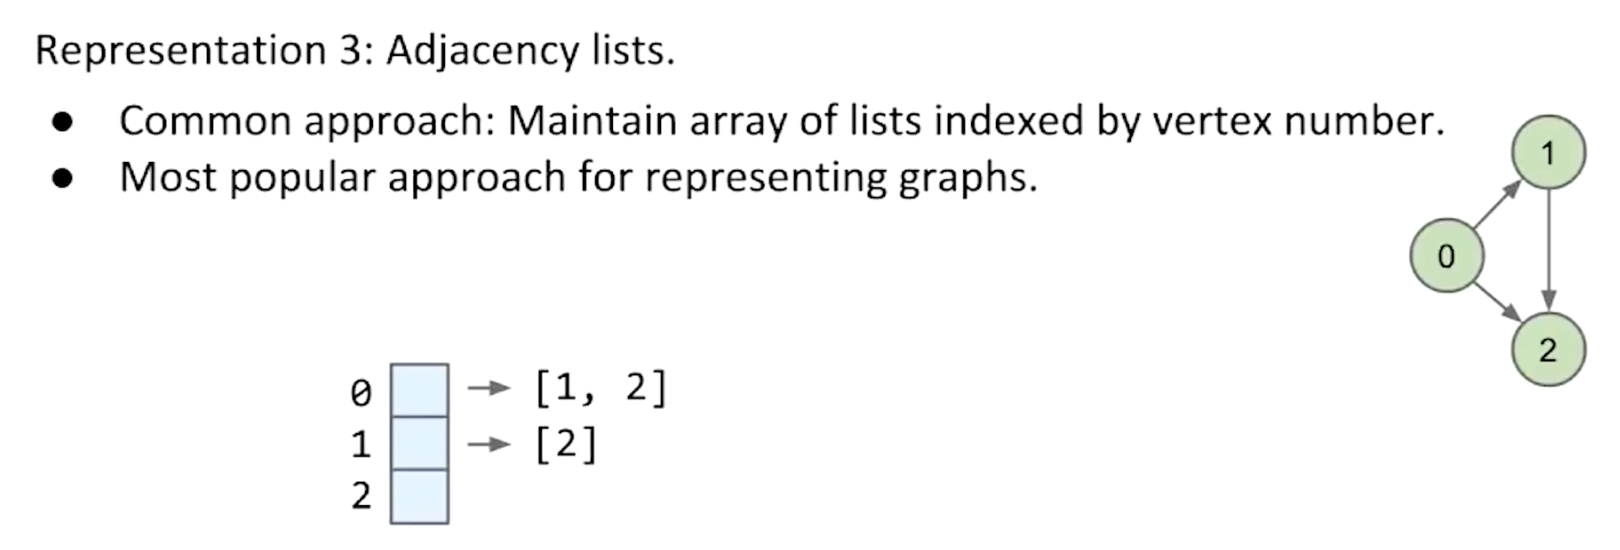 Representation 3: Adjacency lists.
● Common approach: Maintain array of lists indexed by vertex number.
● Most popular approach for representing graphs.
1
0
2
0 → [1, 2]
1 → [2]
2